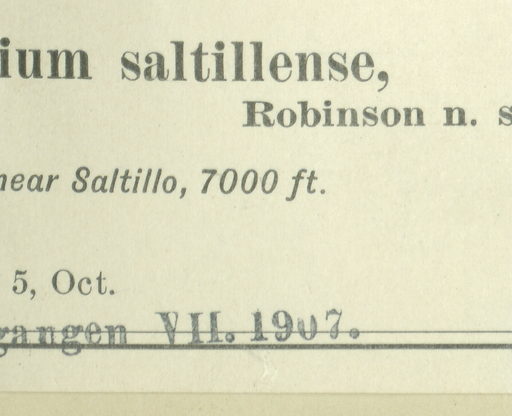 ium saltillense,
Robinson n. s
near Saltillo, 7000 ft.
5, Oct.
gangen VII. 1907.